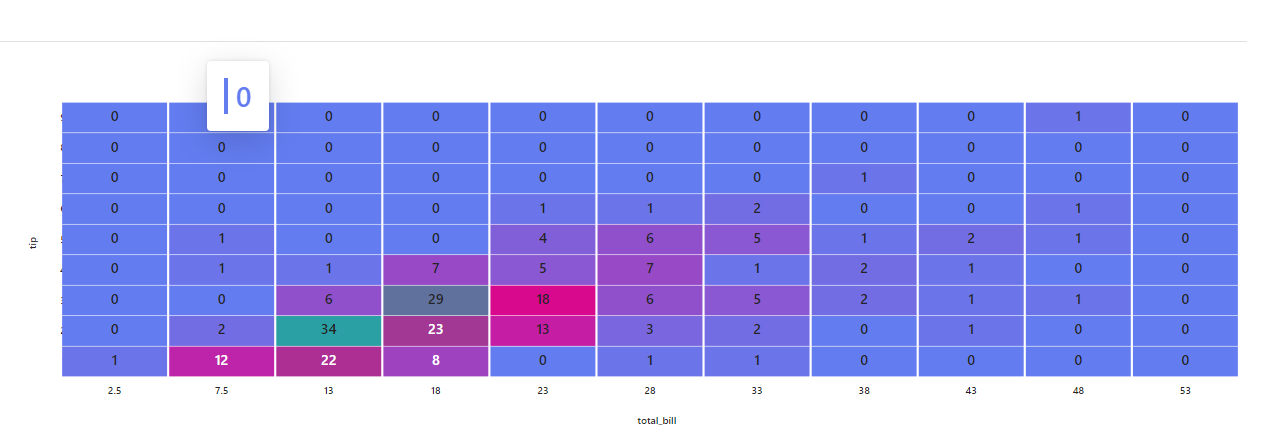 0
0 0 0 0 0 0 0 0 1 0
0 0 0 0 0 0 0 0 0 0 0
0 0 0 0 0 0 0 1 0 0 0
0 0 0 0 1 1 2 0 0 1 0
0 1 0 0 4 6 5 1 2 1 0
tip
0 1 1 7 5 7 1 2 1 0 0
0 0 6 29 18 6 5 2 1 1 0
0 2 34 23 13 3 2 0 1 0 0
1 12 22 8 0 1 1 0 0 0 0
2.5 7.5 13 18 23 28 33 38 43 48 53
total_bill